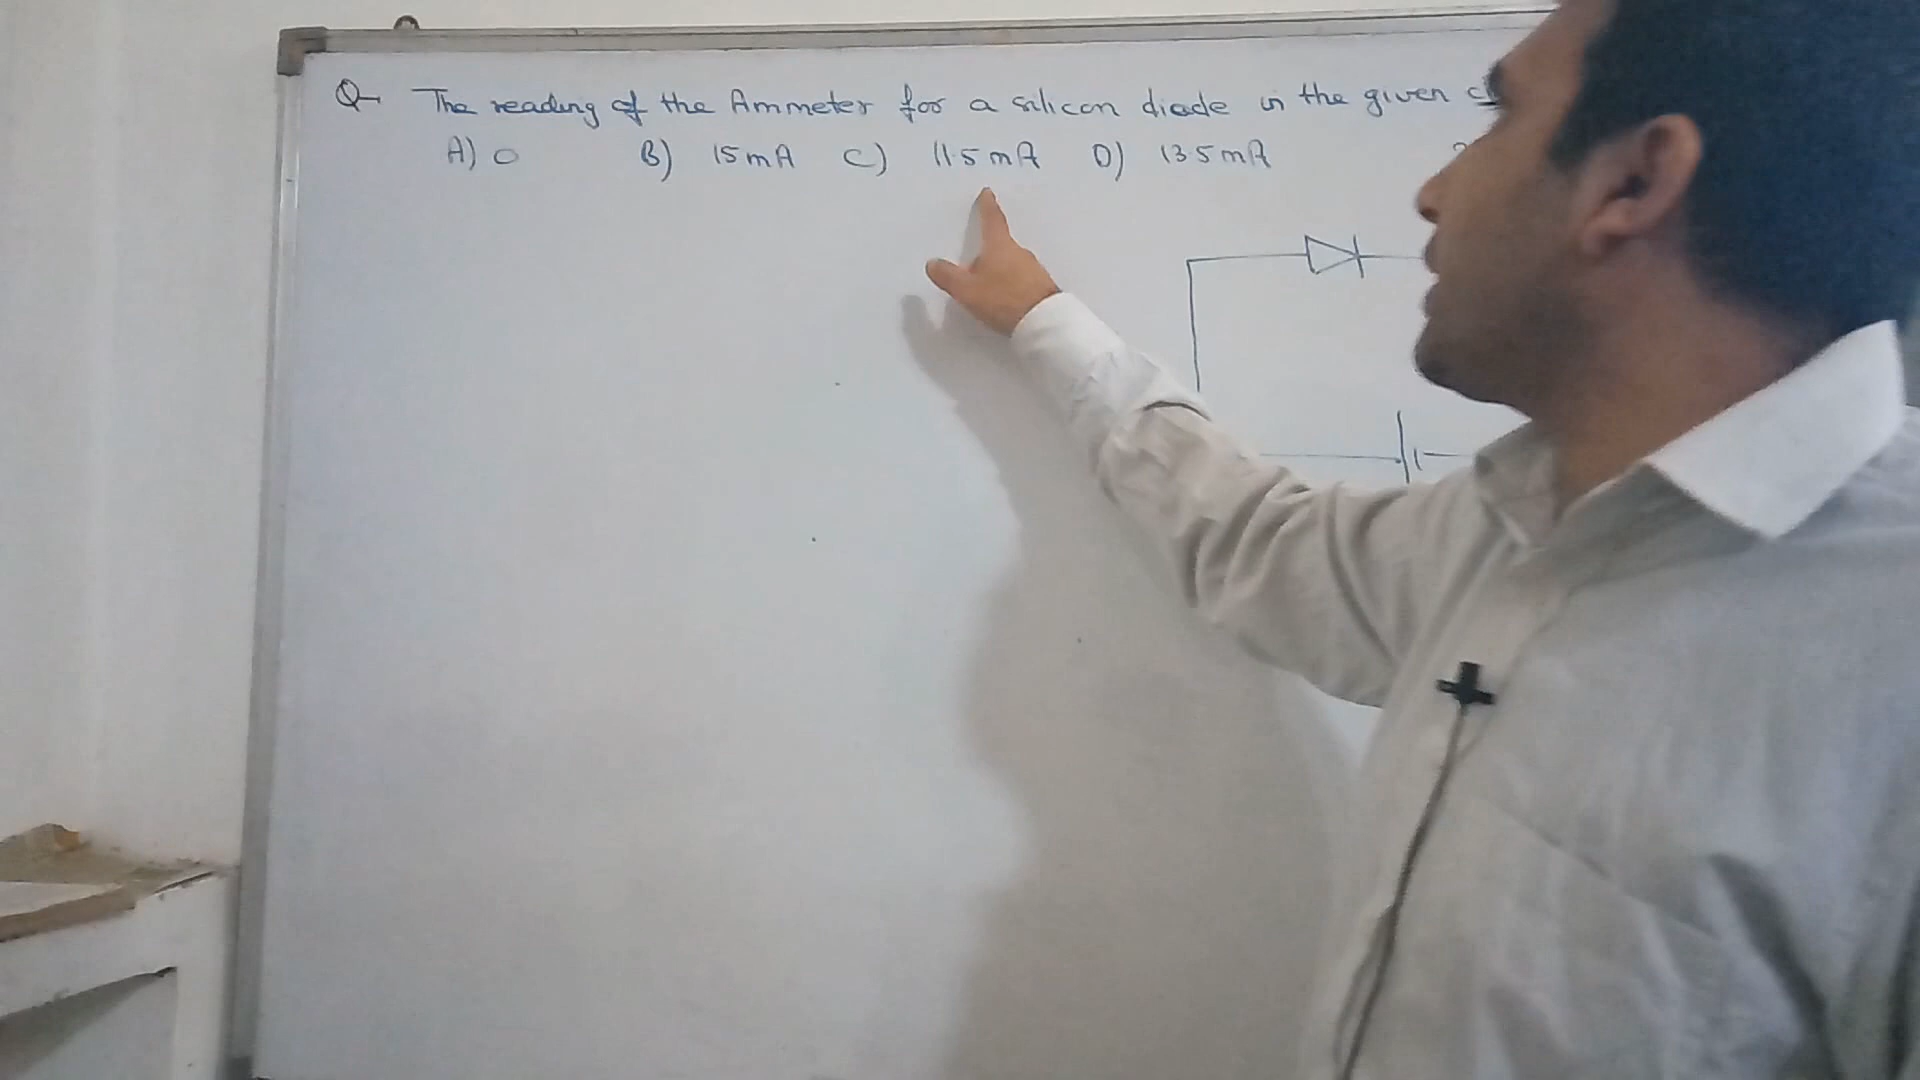 Q- The reading of the Ammeter for a silicon diode in the given
A) 0 B) 15mA C) 11.5mA D) 13.5mA